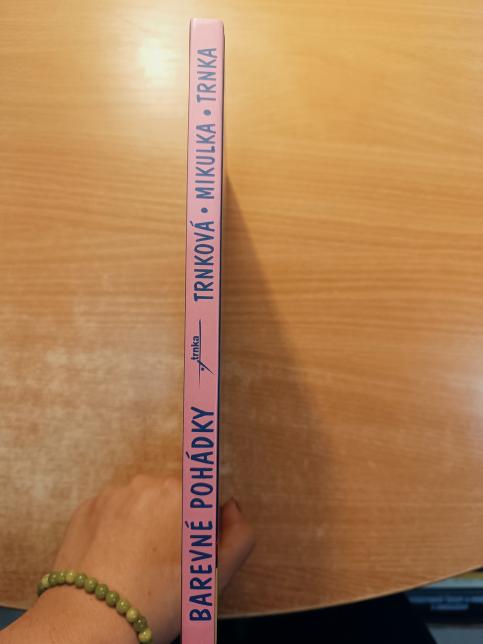 BAREVNÉ POHÁDKY
trnka
TRNKOVÁ • MIKULKA • TRNKA